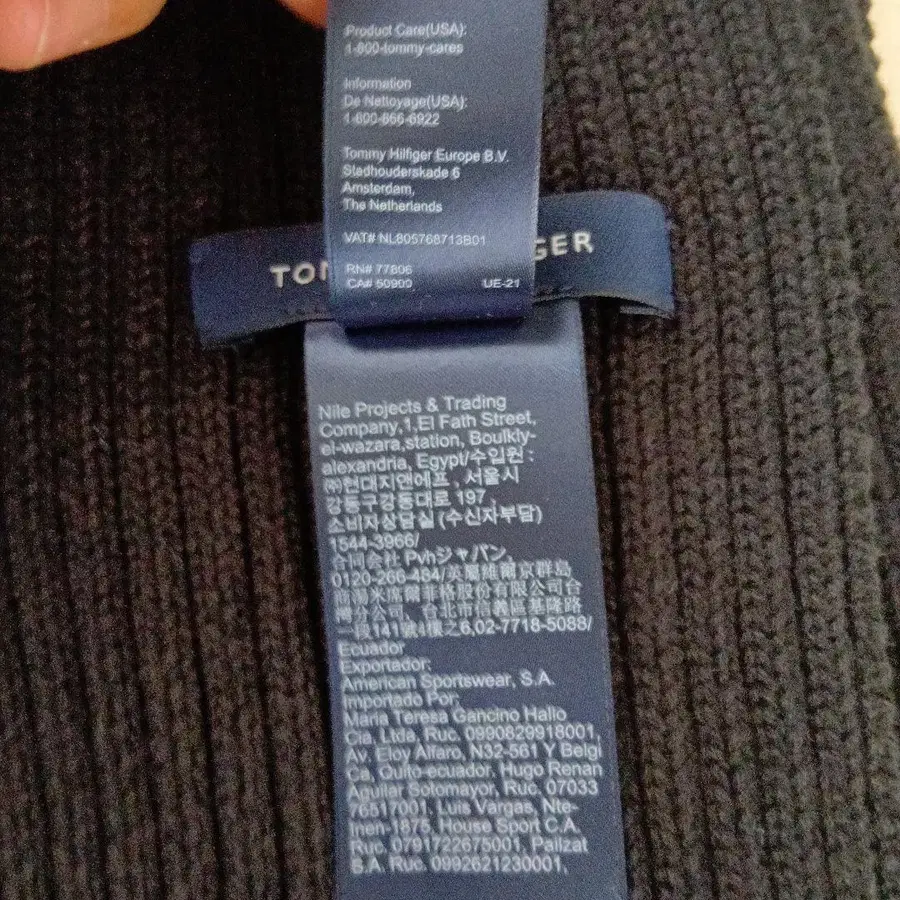 Product Care(USA):
1-800-tommy-cares
Information
De Nettoyage(USA):
1-800-866-6922
Tommy Hilfiger Europe B.V.
Stadhouderskade 6
Amsterdam,
The Netherlands
VAT# NL805768713B01
RN# 77806
CA# 50900 UE-21
TOM GER
Nile Projects & Trading
Company,1,El Fath Street,
el-wazara,station, Boulkly-
alexandria, Egypt/수입원 :
㈜현대지앤에프 , 서울시
강동구강동대로 197 ,
소비자상담실 (수신자부담)
1544-3966/
合同会社 Pvhジャパン,
0120-266-484/英屬維爾京群島
商湯米席爾菲格股份有限公司台
灣分公司、台北市信義區基隆路
一段141號4樓之6,02-7718-5088/
Ecuador
Exportador:
American Sportswear, S.A.
Importado Por:
Maria Teresa Gancino Hallo
Cia, Ltda, Ruc. 0990829918001,
Av. Eloy Alfaro, N32-561 Y Belgi
Ca, Quito-ecuador, Hugo Renan
Aguilar Sotomayor, Ruc. 07033
76517001, Luis Vargas, Nte-
Inen-1875, House Sport C.A.
Ruc. 0791722675001, Pailzat
S.A. Ruc. 0992621230001,